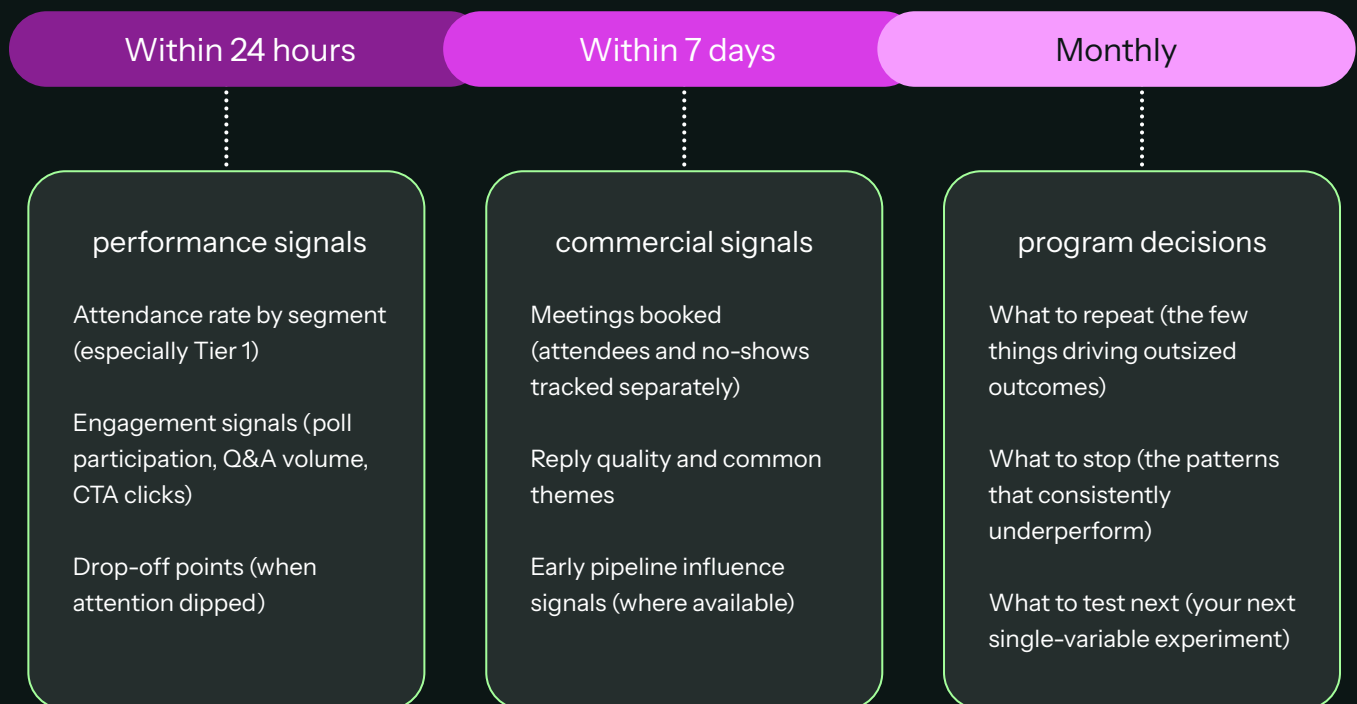 Within 24 hours
Within 7 days
Monthly
performance signals
Attendance rate by segment
(especially Tier 1)
Engagement signals (poll
participation, Q&A volume,
CTA clicks)
Drop-off points (when
attention dipped)
commercial signals
Meetings booked
(attendees and no-shows
tracked separately)
Reply quality and common
themes
Early pipeline influence
signals (where available)
program decisions
What to repeat (the few
things driving outsized
outcomes)
What to stop (the patterns
that consistently
underperform)
What to test next (your next
single-variable experiment)